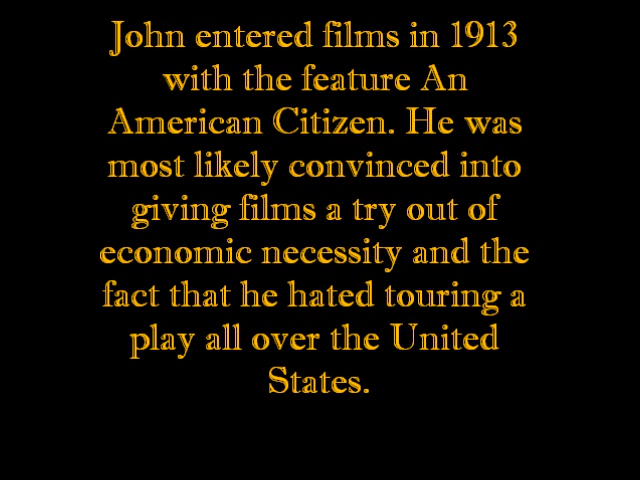 John entered films in 1913
with the feature An
American Citizen. He was
most likely convinced into
giving films a try out of
economic necessity and the
fact that he hated touring a
play all over the United
States.